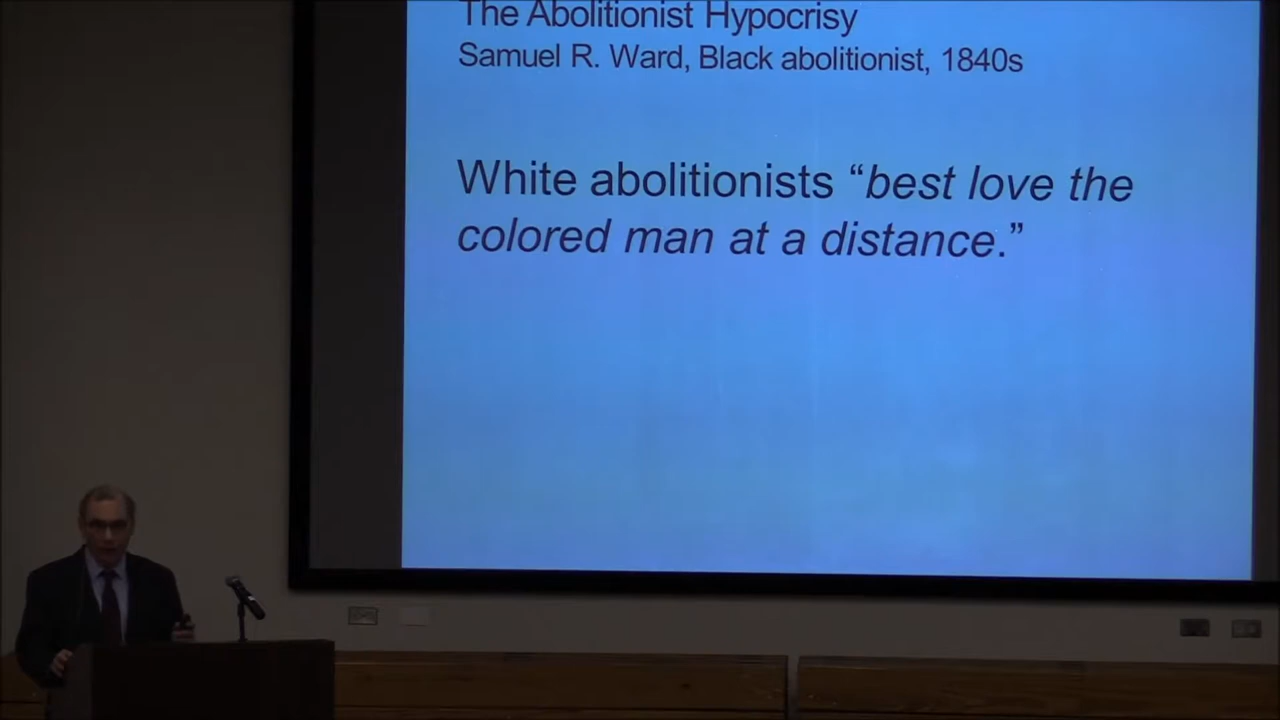 The Abolitionist Hypocrisy
Samuel R. Ward, Black abolitionist, 1840s
White abolitionists “best love the
colored man at a distance.”